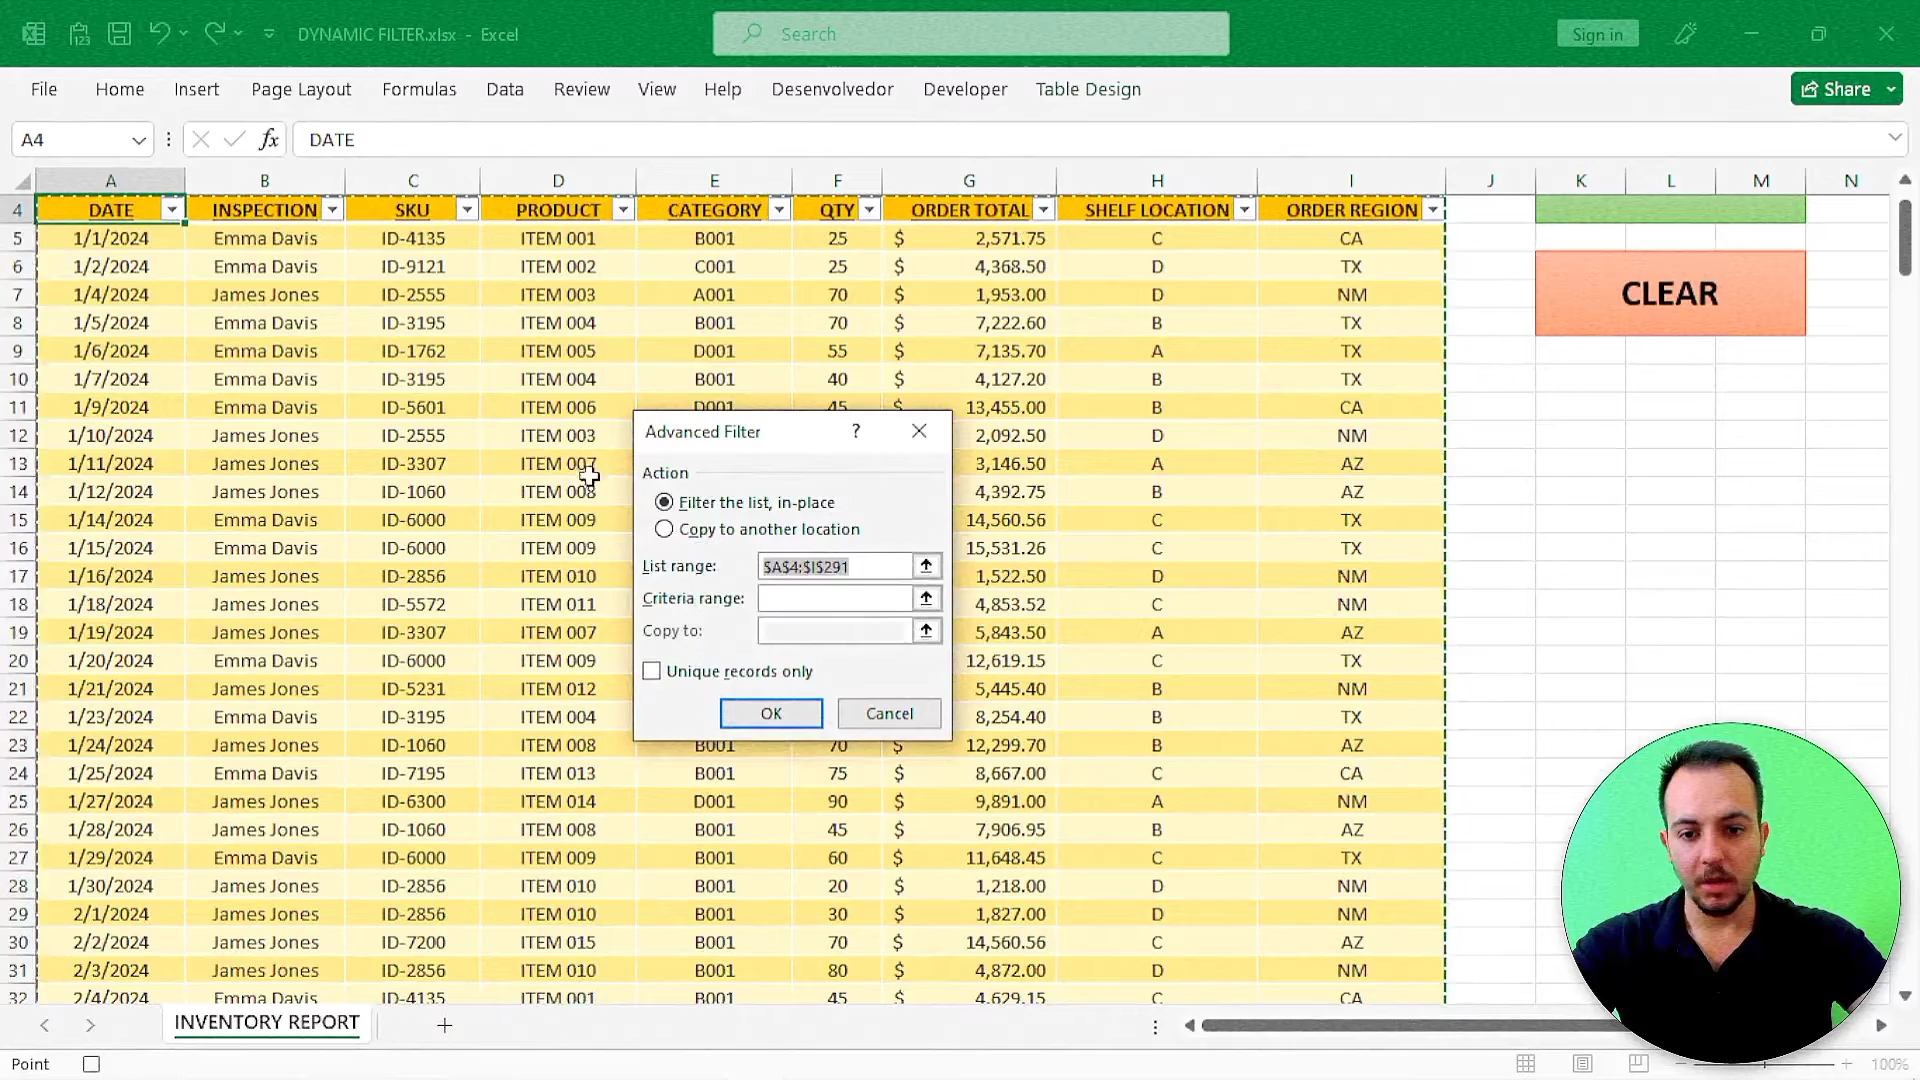 DYNAMIC FILTER.xlsx - Excel
Search
Sign in
File Home Insert Page Layout Formulas Data Review View Help Desenvolvedor Developer Table Design
Share
A4 fx DATE
A B C D E F G H I J K L M N
4 DATE INSPECTION SKU PRODUCT CATEGORY QTY ORDER TOTAL SHELF LOCATION ORDER REGION
5 1/1/2024 Emma Davis ID-4135 ITEM 001 B001 25 $ 2,571.75 C CA
6 1/2/2024 Emma Davis ID-9121 ITEM 002 C001 25 $ 4,368.50 D TX
7 1/4/2024 James Jones ID-2555 ITEM 003 A001 70 $ 1,953.00 D NM
8 1/5/2024 Emma Davis ID-3195 ITEM 004 B001 70 $ 7,222.60 B TX
9 1/6/2024 Emma Davis ID-1762 ITEM 005 D001 55 $ 7,135.70 A TX
10 1/7/2024 Emma Davis ID-3195 ITEM 004 B001 40 $ 4,127.20 B TX
11 1/9/2024 Emma Davis ID-5601 ITEM 006 D001 45 $ 13,455.00 B CA
12 1/10/2024 James Jones ID-2555 ITEM 003 2,092.50 D NM
13 1/11/2024 James Jones ID-3307 ITEM 007 3,146.50 A AZ
14 1/12/2024 James Jones ID-1060 ITEM 008 4,392.75 B AZ
15 1/14/2024 Emma Davis ID-6000 ITEM 009 14,560.56 C TX
16 1/15/2024 Emma Davis ID-6000 ITEM 009 15,531.26 C TX
17 1/16/2024 James Jones ID-2856 ITEM 010 1,522.50 D NM
18 1/18/2024 James Jones ID-5572 ITEM 011 4,853.52 C NM
19 1/19/2024 James Jones ID-3307 ITEM 007 5,843.50 A AZ
20 1/20/2024 Emma Davis ID-6000 ITEM 009 12,619.15 C TX
21 1/21/2024 Emma Davis ID-5231 ITEM 012 5,445.40 B NM
22 1/23/2024 Emma Davis ID-3195 ITEM 004 8,254.40 B TX
23 1/24/2024 James Jones ID-1060 ITEM 008 B001 70 $ 12,299.70 B AZ
24 1/25/2024 Emma Davis ID-7195 ITEM 013 B001 75 $ 8,667.00 C CA
25 1/27/2024 James Jones ID-6300 ITEM 014 D001 90 $ 9,891.00 A NM
26 1/28/2024 James Jones ID-1060 ITEM 008 B001 45 $ 7,906.95 B AZ
27 1/29/2024 Emma Davis ID-6000 ITEM 009 B001 60 $ 11,648.45 C TX
28 1/30/2024 James Jones ID-2856 ITEM 010 B001 20 $ 1,218.00 D NM
29 2/1/2024 James Jones ID-2856 ITEM 010 B001 30 $ 1,827.00 D NM
30 2/2/2024 James Jones ID-7200 ITEM 015 B001 70 $ 14,560.56 C AZ
31 2/3/2024 James Jones ID-2856 ITEM 010 B001 80 $ 4,872.00 D NM
32 2/4/2024 Emma Davis ID-4135 ITEM 001 B001 45 $ 4,629.15 C CA
CLEAR
Advanced Filter ?
Action
Filter the list, in-place
Copy to another location
List range: $A$4:$I$291
Criteria range:
Copy to:
Unique records only
OK Cancel
INVENTORY REPORT
Point
100%